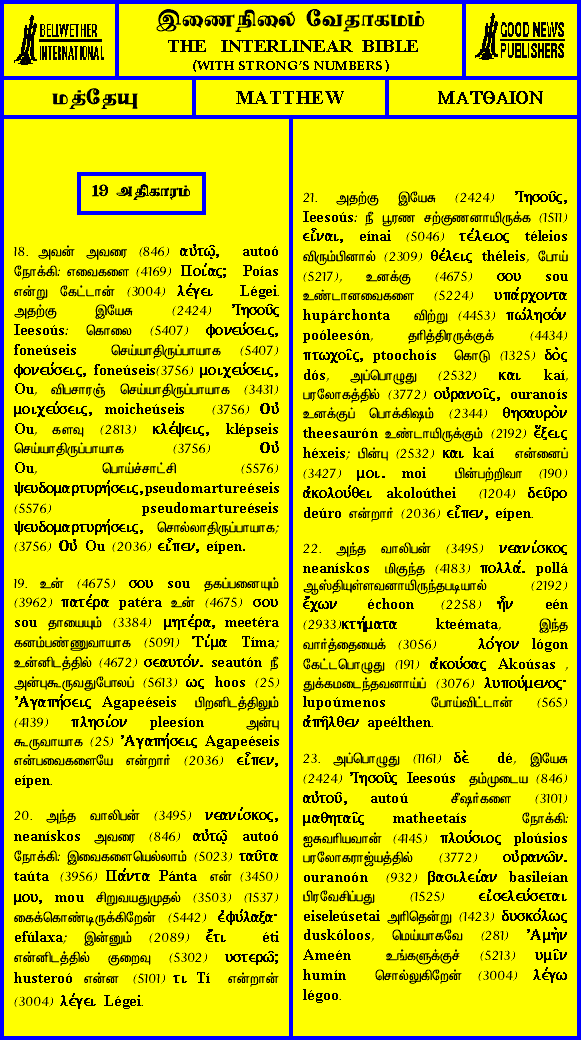 BELLWETHER
INTERNATIONAL
இணைநிலை வேதாகமம்
THE INTERLINEAR BIBLE
(WITH STRONG'S NUMBERS)
GOOD NEWS
PUBLISHERS
மத்தேயு
MATTHEW
ΜΑΤΘΑΙΟΝ
19 அதிகாரம்
18. அவன் அவரை (846) αὐτῷ, autoó
நோக்கி: எவைகளை (4169) Ποίας; Poías
என்று கேட்டான் (3004) λέγει Légei.
அதற்கு இயேசு (2424) Ἰησοῦς
Ieesoús: கொலை (5407) φονεύσεις,
foneúseis செய்யாதிருப்பாயாக (5407)
φονεύσεις, foneúseis(3756) μοιχεύσεις,
Ou, விபசாரஞ் செய்யாதிருப்பாயாக (3431)
μοιχεύσεις, moicheúseis (3756) Οὐ
Ou, களவு (2813) κλέψεις, klépseis
செய்யாதிருப்பாயாக (3756) Οὐ
Ou, பொய்ச்சாட்சி (5576)
ψευδομαρτυρήσεις,pseudomartureéseis
(5576) pseudomartureéseis
ψευδομαρτυρήσεις, சொல்லாதிருப்பாயாக;
(3756) Οὐ Ou (2036) εἶπεν, eípen.
19. உன் (4675) σου sou தகப்பனையும்
(3962) πατέρα patéra உன் (4675) σου
sou தாயையும் (3384) μητέρα, meetéra
கனம்பண்ணுவாயாக (5091) Τίμα Tíma;
உன்னிடத்தில் (4672) σεαυτόν. seautón நீ
அன்புகூருவதுபோலப் (5613) ως hoos (25)
Ἀγαπήσεις Agapeéseis பிறனிடத்திலும்
(4139) πλησίον pleesíon அன்பு
கூருவாயாக (25) Ἀγαπήσεις Agapeéseis
என்பவைகளையே என்றார் (2036) εἶπεν,
eípen.
20. அந்த வாலிபன் (3495) νεανίσκος,
neanískos அவரை (846) αὐτῷ autoó
நோக்கி: இவைகளையெல்லாம் (5023) ταῦτα
taúta (3956) Πάντα Pánta என் (3450)
μου, mou சிறுவயதுமுதல் (3503) (1537)
கைக்கொண்டிருக்கிறேன் (5442) ἐφύλαξα·
efúlaxa; இன்னும் (2089) ἔτι éti
என்னிடத்தில் குறைவு (5302) υστερῶ;
husteroó என்ன (5101) τι Tí என்றான்
(3004) λέγει Légei.
21. அதற்கு இயேசு (2424) Ἰησοῦς,
Ieesoús: நீ பூரண சற்குணனாயிருக்க (1511)
εἶναι, eínai (5046) τέλειος téleios
விரும்பினால் (2309) θέλεις théleis, போய்
(5217), உனக்கு (4675) σου sou
உண்டானவைகளை (5224) υπάρχοντα
hupárchonta விற்று (4453) πώλησόν
poóleesón, தரித்திரருக்குக் (4434)
πτωχοῖς, ptoochoís கொடு (1325) δὸς
dós, அப்பொழுது (2532) και kaí,
பரலோகத்தில் (3772) οὐρανοῖς, ouranoís
உனக்குப் பொக்கிஷம் (2344) θησαυρὸν
theesaurón உண்டாயிருக்கும் (2192) ἕξεις
héxeis; பின்பு (2532) και kaí என்னைப்
(3427) μοι. moi பின்பற்றிவா (190)
ἀκολούθει akoloúthei (1204) δεῦρο
deúro என்றார் (2036) εἶπεν, eípen.
22. அந்த வாலிபன் (3495) νεανίσκος
neanískos மிகுந்த (4183) πολλά. pollá
ஆஸ்தியுள்ளவனாயிருந்தபடியால் (2192)
ἔχων échoon (2258) ἦν eén
(2933)κτήματα kteémata, இந்த
வார்த்தையைக் (3056) λόγον lógon
கேட்டபொழுது (191) ἀκούσας Akoúsas ,
துக்கமடைந்தவனாய்ப் (3076) λυπούμενος·
lupoúmenos போய்விட்டான் (565)
ἀπῆλθεν apeélthen.
23. அப்பொழுது (1161) δὲ dé, இயேசு
(2424) Ἰησοῦς Ieesoús தம்முடைய (846)
αὐτοῦ, autoú சீஷர்களை (3101)
μαθηταῖς matheetaís நோக்கி:
ஐசுவரியவான் (4145) πλούσιος ploúsios
பரலோகராஜ்யத்தில் (3772) οὐρανῶν.
ouranoón (932) βασιλείαν basileían
பிரவேசிப்பது (1525) εἰσελεύσεται
eiseleúsetai அரிதென்று (1423) δυσκόλως
duskóloos, மெய்யாகவே (281) Ἀμὴν
Ameén உங்களுக்குச் (5213) υμῖν
humín சொல்லுகிறேன் (3004) λέγω
légoo.